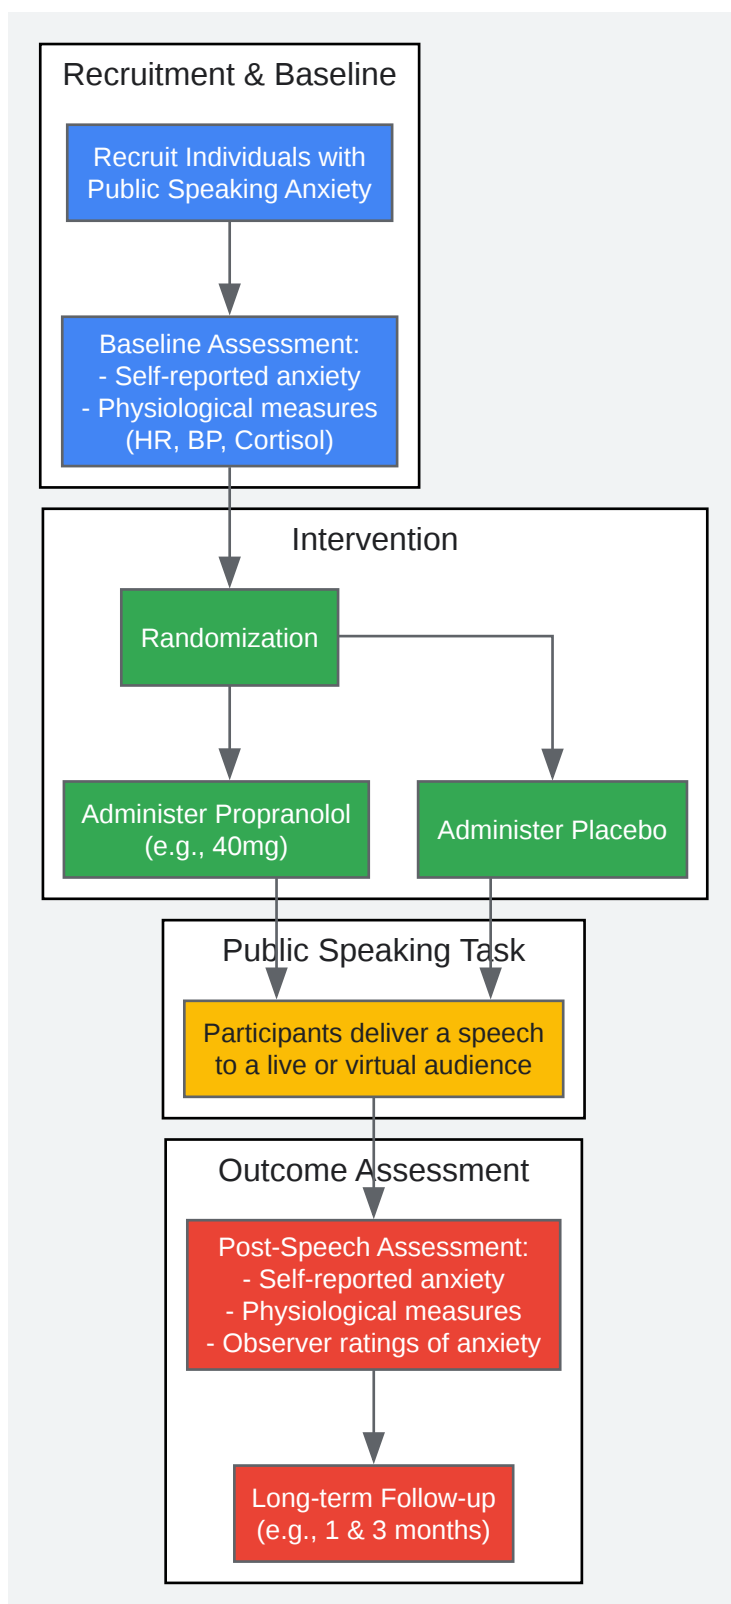 Recruitment & Baseline
Recruit Individuals with
Public Speaking Anxiety
Baseline Assessment:
- Self-reported anxiety
- Physiological measures
(HR, BP, Cortisol)
Intervention
Randomization
Administer Propranolol
(e.g., 40mg)
Administer Placebo
Public Speaking Task
Participants deliver a speech
to a live or virtual audience
Outcome Assessment
Post-Speech Assessment:
- Self-reported anxiety
- Physiological measures
- Observer ratings of anxiety
Long-term Follow-up
(e.g., 1 & 3 months)